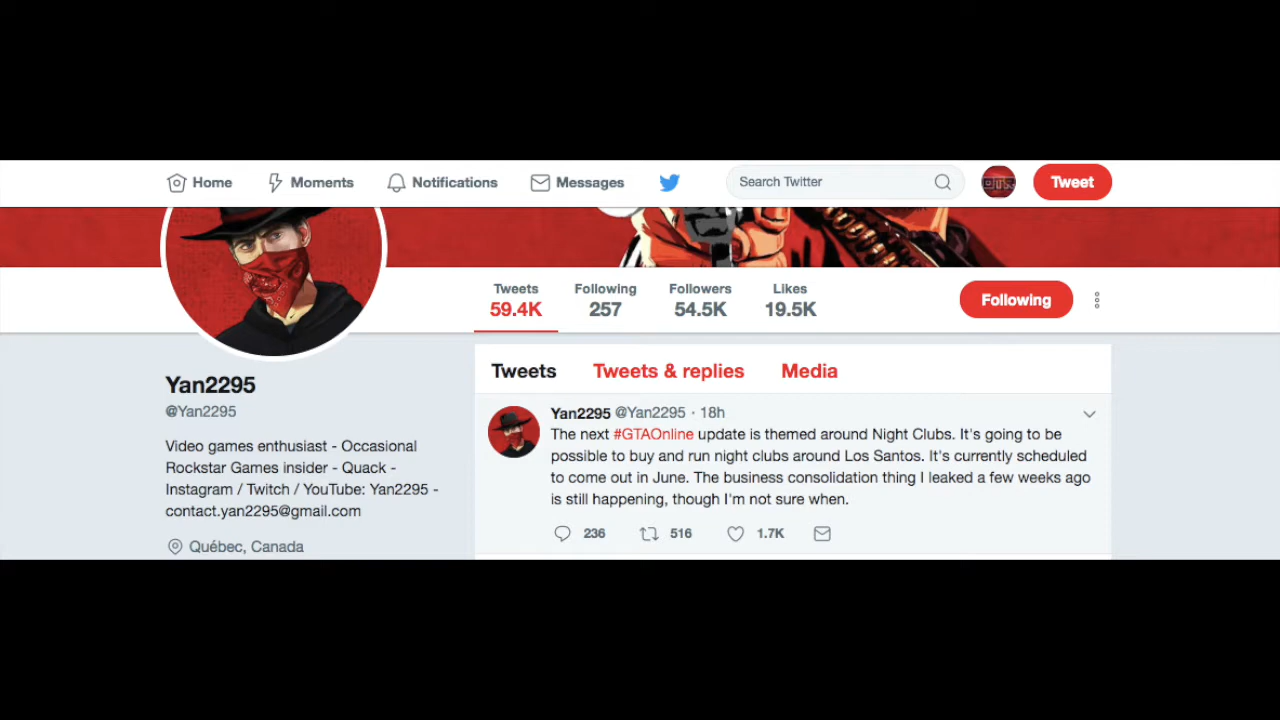 Home Moments Notifications Messages Search Twitter Tweet
Tweets Following Followers Likes
59.4K 257 54.5K 19.5K Following
Yan2295
@Yan2295
Video games enthusiast - Occasional
Rockstar Games insider - Quack -
Instagram / Twitch / YouTube: Yan2295 -
contact.yan2295@gmail.com
Québec, Canada
Tweets Tweets & replies Media
Yan2295 @Yan2295 · 18h
The next #GTAOnline update is themed around Night Clubs. It's going to be
possible to buy and run night clubs around Los Santos. It's currently scheduled
to come out in June. The business consolidation thing I leaked a few weeks ago
is still happening, though I'm not sure when.
236 516 1.7K